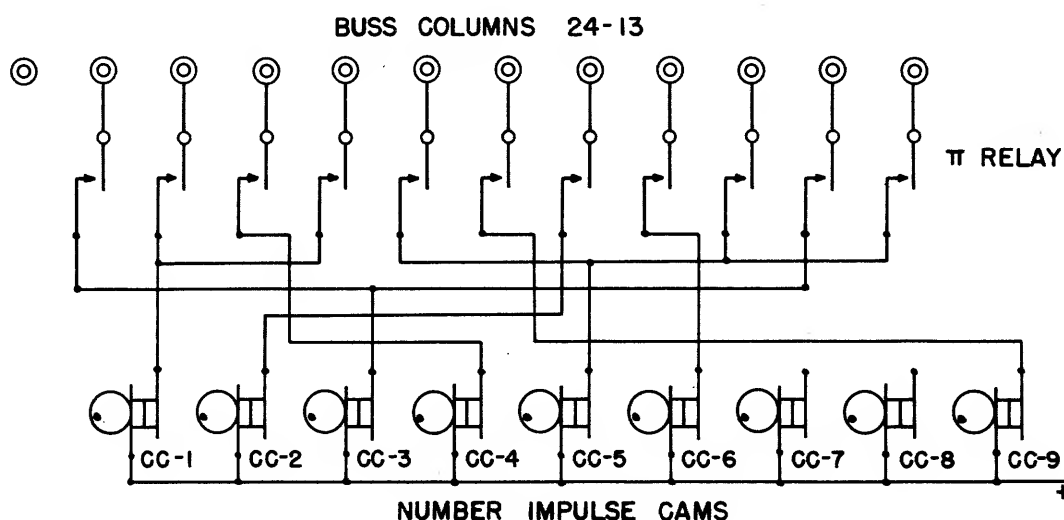 BUSS COLUMNS 24-13
π RELAY
CC-1 CC-2 CC-3 CC-4 CC-5 CC-6 CC-7 CC-8 CC-9
+
NUMBER IMPULSE CAMS